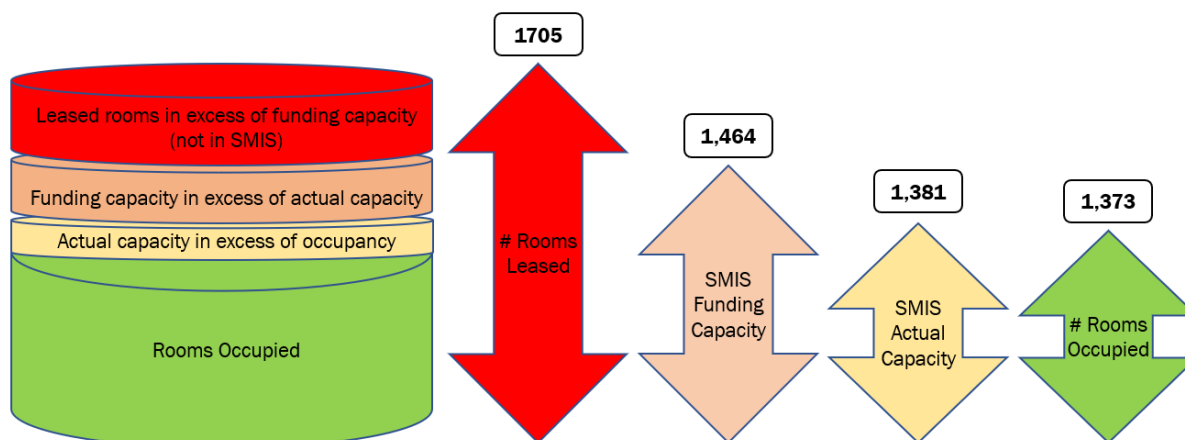 1705
Leased rooms in excess of funding capacity
(not in SMIS)
1,464
Funding capacity in excess of actual capacity
1,381
1,373
Actual capacity in excess of occupancy
# Rooms
Leased
SMIS
Funding
Capacity
SMIS
Actual
Capacity
# Rooms
Occupied
Rooms Occupied